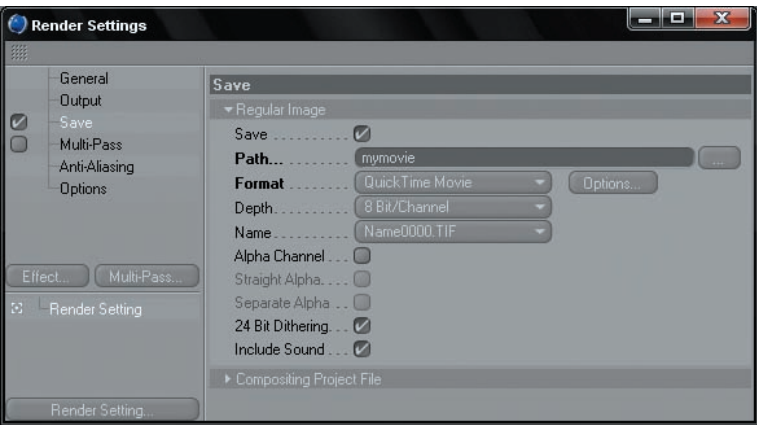 Render Settings
General
Output
Save
Multi-Pass
Anti-Aliasing
Options
Effect...
Multi-Pass...
Render Setting
Render Setting...
Save
Regular Image
Save
Path...
mymovie
...
Format
QuickTime Movie
Options...
Depth
8 Bit/Channel
Name
Name0000.TIF
Alpha Channel
Straight Alpha
Separate Alpha
24 Bit Dithering
Include Sound
Compositing Project File